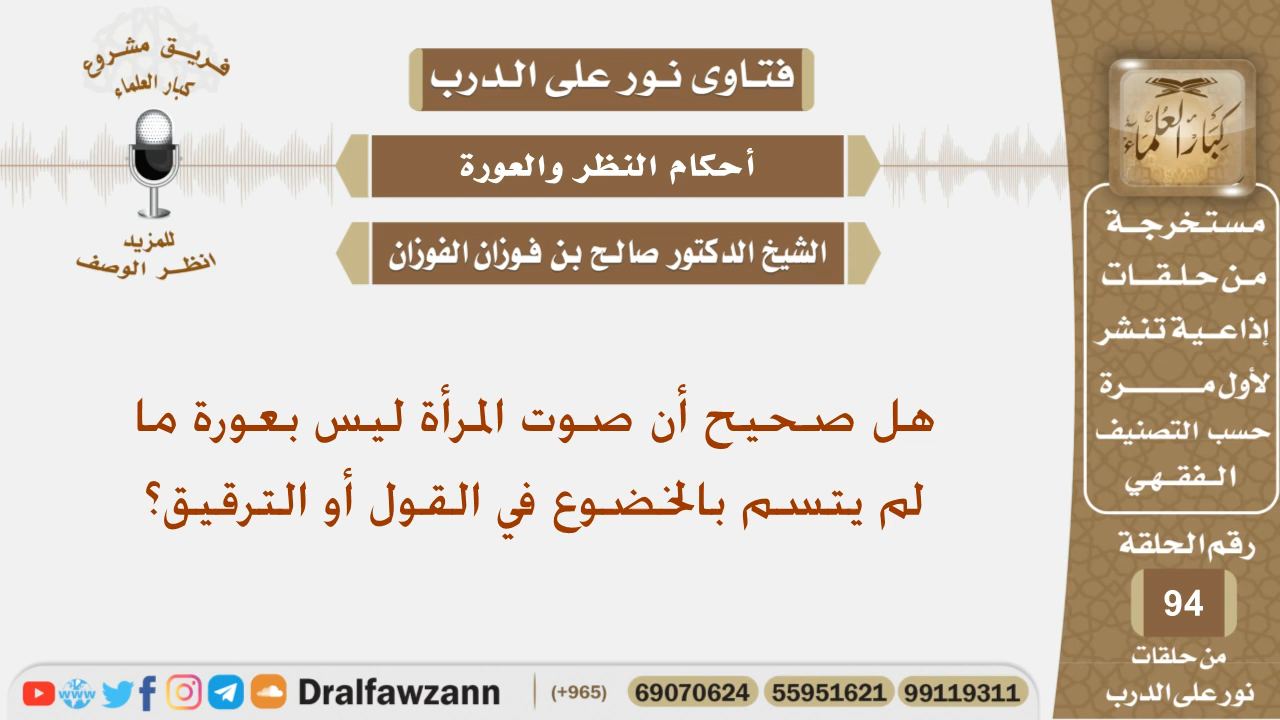 فريق مشروع
كبار العلماء
للمزيد
انظر الوصف
فتاوى نور على الدرب
أحكام النظر والعورة
الشيخ الدكتور صالح بن فوزان الفوزان
هل صحيح أن صوت المرأة ليس بعورة ما
لم يتسم بالخضوع في القول أو الترقيق؟
كبار العلماء
مستخرجة
من حلقات
إذاعية تنشر
لأول مرة
حسب التصنيف
الفقهي
رقم الحلقة
94
من حلقات
نور على الدرب
www Dralfawzann (+965) 69070624 55951621 99119311